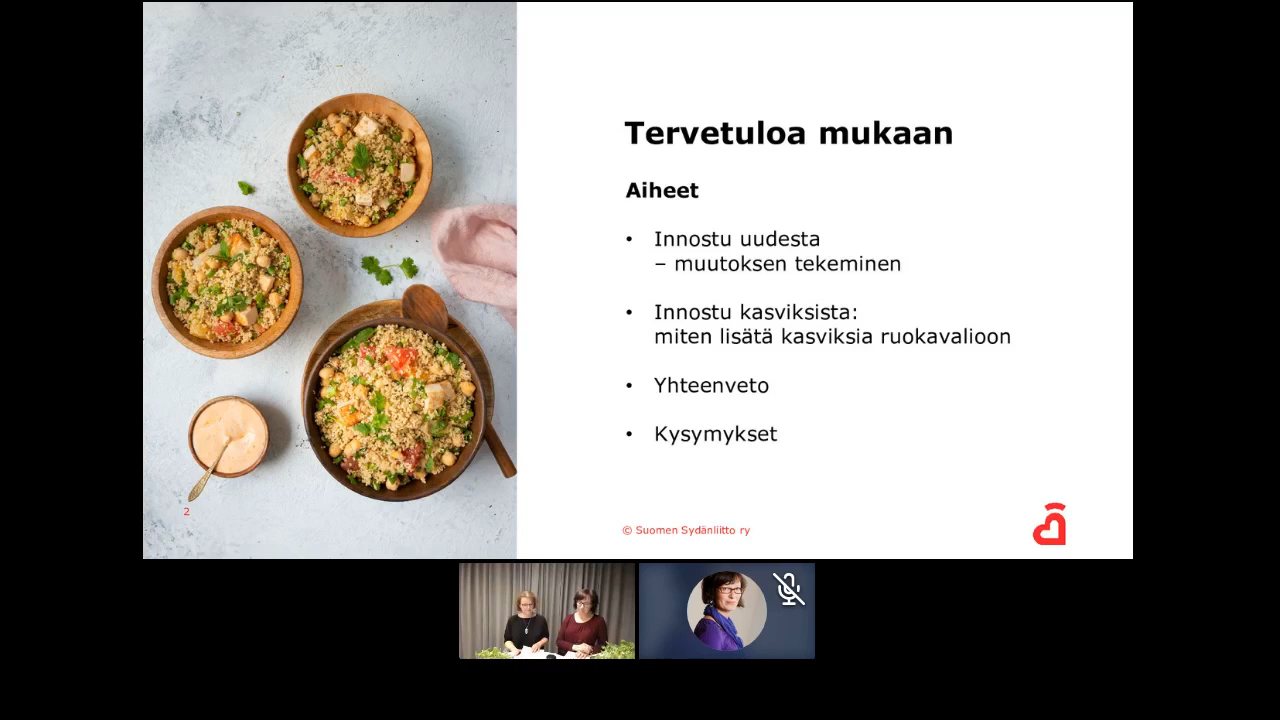 Tervetuloa mukaan
Aiheet
• Innostu uudesta
– muutoksen tekeminen
• Innostu kasviksista:
miten lisätä kasviksia ruokavalioon
• Yhteenveto
• Kysymykset
2
© Suomen Sydänliitto ry